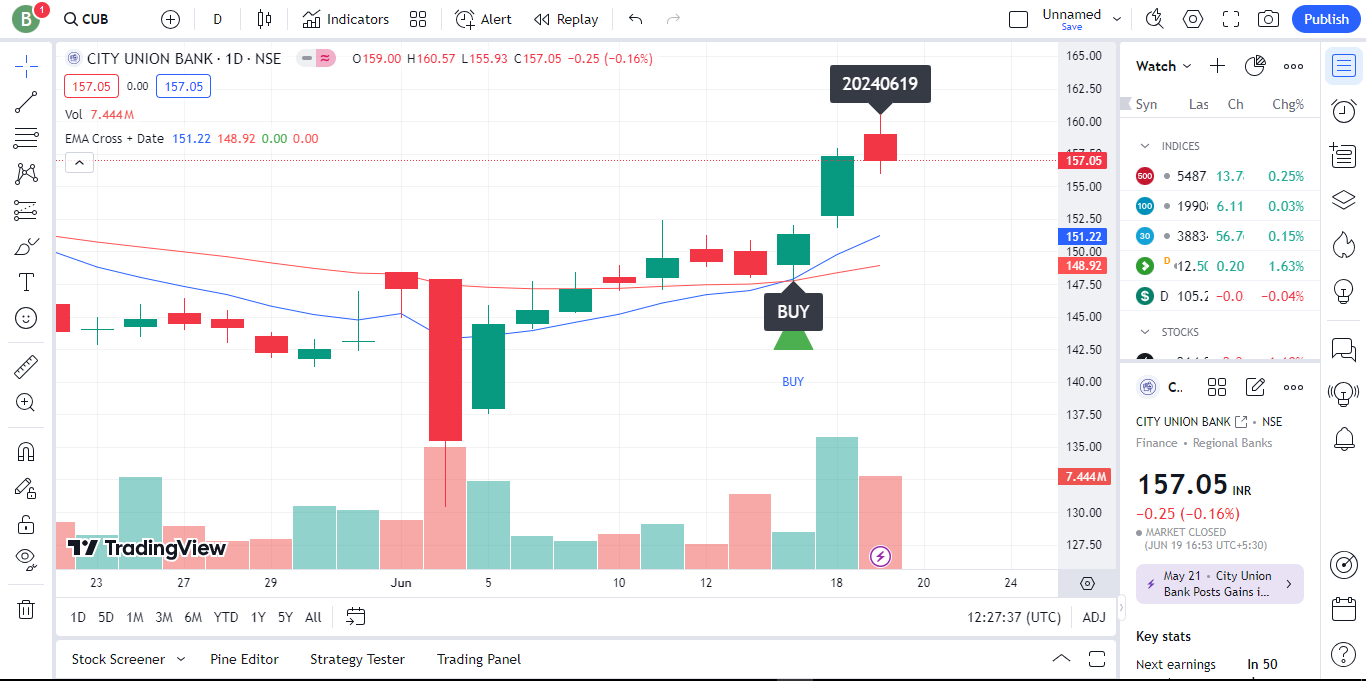 B 1 CUB D Indicators Alert Replay Unnamed Save Publish
CITY UNION BANK · 1D · NSE O159.00 H160.57 L155.93 C157.05 −0.25 (−0.16%)
157.05 0.00 157.05
Vol 7.444M
EMA Cross + Date 151.22 148.92 0.00 0.00
20240619
BUY
BUY
165.00
162.50
160.00
157.05
155.00
152.50
151.22
150.00
148.92
147.50
145.00
142.50
140.00
137.50
135.00
7.444M
130.00
127.50
TradingView
23 27 29 Jun 5 10 12 18 20 24
1D 5D 1M 3M 6M YTD 1Y 5Y All 12:27:37 (UTC) ADJ
Stock Screener Pine Editor Strategy Tester Trading Panel
Watch
Syn Las Ch Chg%
INDICES
500 5487. 13.7 0.25%
100 1990 6.11 0.03%
30 3883 56.7 0.15%
D 12.50 0.20 1.63%
$ D 105.2 −0.0 −0.04%
STOCKS
C..
CITY UNION BANK · NSE
Finance · Regional Banks
157.05 INR
−0.25 (−0.16%)
MARKET CLOSED
(JUN 19 16:53 UTC+5:30)
May 21 · City Union
Bank Posts Gains i...
Key stats
Next earnings In 50